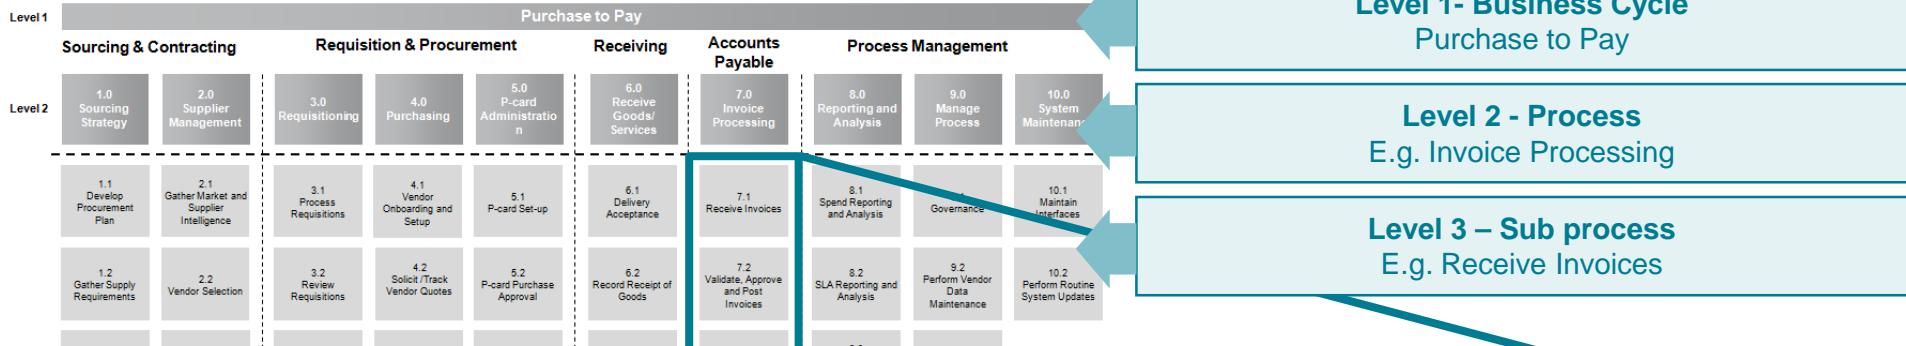 Level 1
Purchase to Pay
Sourcing & Contracting
Requisition & Procurement
Receiving
Accounts
Payable
Process Management
Level 2
1.0
Sourcing
Strategy
2.0
Supplier
Management
3.0
Requisitioning
4.0
Purchasing
5.0
P-card
Administratio
n
6.0
Receive
Goods/
Services
7.0
Invoice
Processing
8.0
Reporting and
Analysis
9.0
Manage
Process
10.0
System
1.1
Develop
Procurement
Plan
2.1
Gather Market and
Supplier
Intelligence
3.1
Process
Requisitions
4.1
Vendor
Onboarding and
Setup
5.1
P-card Set-up
6.1
Delivery
Acceptance
7.1
Receive Invoices
8.1
Spend Reporting
and Analysis
Governance
10.1
Maintain
Interfaces
1.2
Gather Supply
Requirements
2.2
Vendor Selection
3.2
Review
Requisitions
4.2
Solicit /Track
Vendor Quotes
5.2
P-card Purchase
Approval
6.2
Record Receipt of
Goods
7.2
Validate, Approve
and Post
Invoices
8.2
SLA Reporting and
Analysis
9.2
Perform Vendor
Data
Maintenance
10.2
Perform Routine
System Updates
Level 1- Business Cycle
Purchase to Pay
Level 2 - Process
E.g. Invoice Processing
Level 3 – Sub process
E.g. Receive Invoices